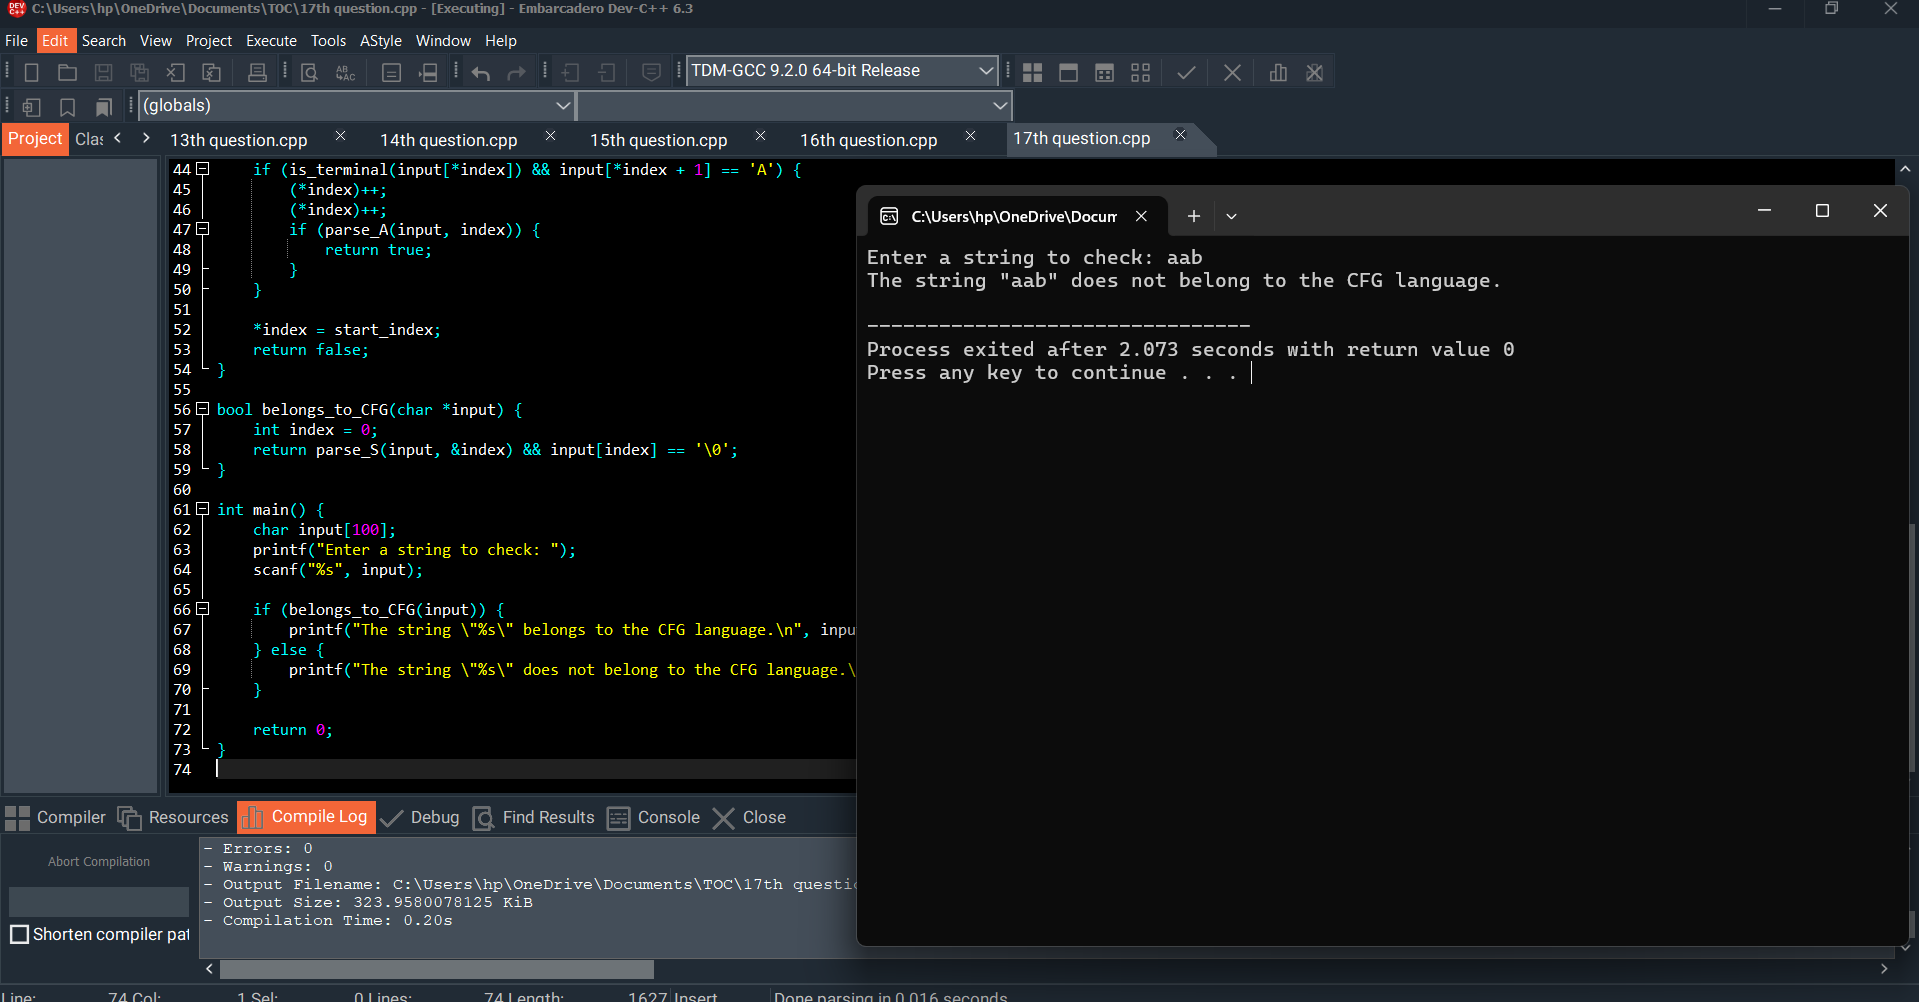 DEV C++ C:\Users\hp\OneDrive\Documents\TOC\17th question.cpp - [Executing] - Embarcadero Dev-C++ 6.3
File Edit Search View Project Execute Tools AStyle Window Help
TDM-GCC 9.2.0 64-bit Release
(globals)
Project Clas 13th question.cpp 14th question.cpp 15th question.cpp 16th question.cpp 17th question.cpp
44 if (is_terminal(input[*index]) && input[*index + 1] == 'A') {
45 (*index)++;
46 (*index)++;
47 if (parse_A(input, index)) {
48 return true;
49 }
50 }
51
52 *index = start_index;
53 return false;
54 }
55
56 bool belongs_to_CFG(char *input) {
57 int index = 0;
58 return parse_S(input, &index) && input[index] == '\0';
59 }
60
61 int main() {
62 char input[100];
63 printf("Enter a string to check: ");
64 scanf("%s", input);
65
66 if (belongs_to_CFG(input)) {
67 printf("The string \"%s\" belongs to the CFG language.\n", inpu
68 } else {
69 printf("The string \"%s\" does not belong to the CFG language.\
70 }
71
72 return 0;
73 }
74
C:\Users\hp\OneDrive\Docum
Enter a string to check: aab
The string "aab" does not belong to the CFG language.
--------------------------------
Process exited after 2.073 seconds with return value 0
Press any key to continue . . .
Compiler Resources Compile Log Debug Find Results Console Close
Abort Compilation
Shorten compiler pat
- Errors: 0
- Warnings: 0
- Output Filename: C:\Users\hp\OneDrive\Documents\TOC\17th questio
- Output Size: 323.9580078125 KiB
- Compilation Time: 0.20s
Line: 74 Col: 1 Sel: 0 Lines: 74 Length: 1627 Insert Done parsing in 0.016 seconds